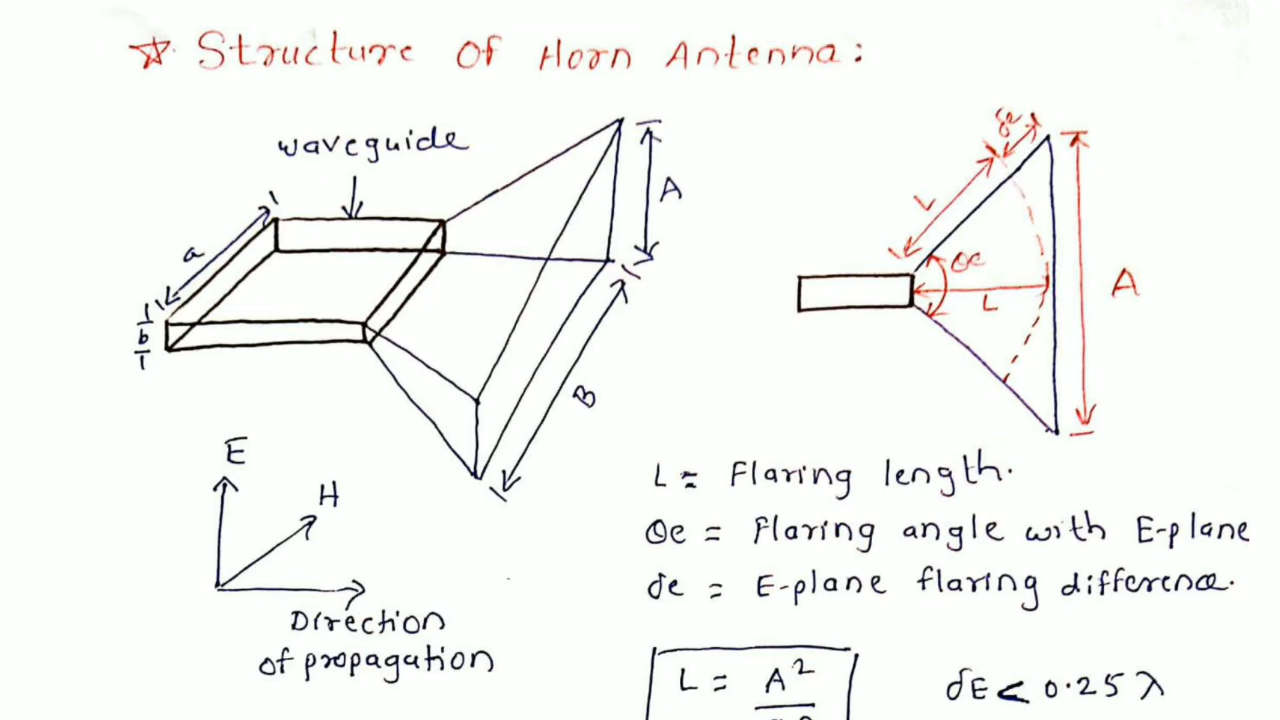 ☆ Structure Of Horn Antenna:
waveguide
a
b
A
B
δe
L
θe
L
A
E
H
Direction
of propagation
L = Flaring length.
θe = Flaring angle with E-plane
δe = E-plane flaring difference.
L = A²
δE < 0.25 λ